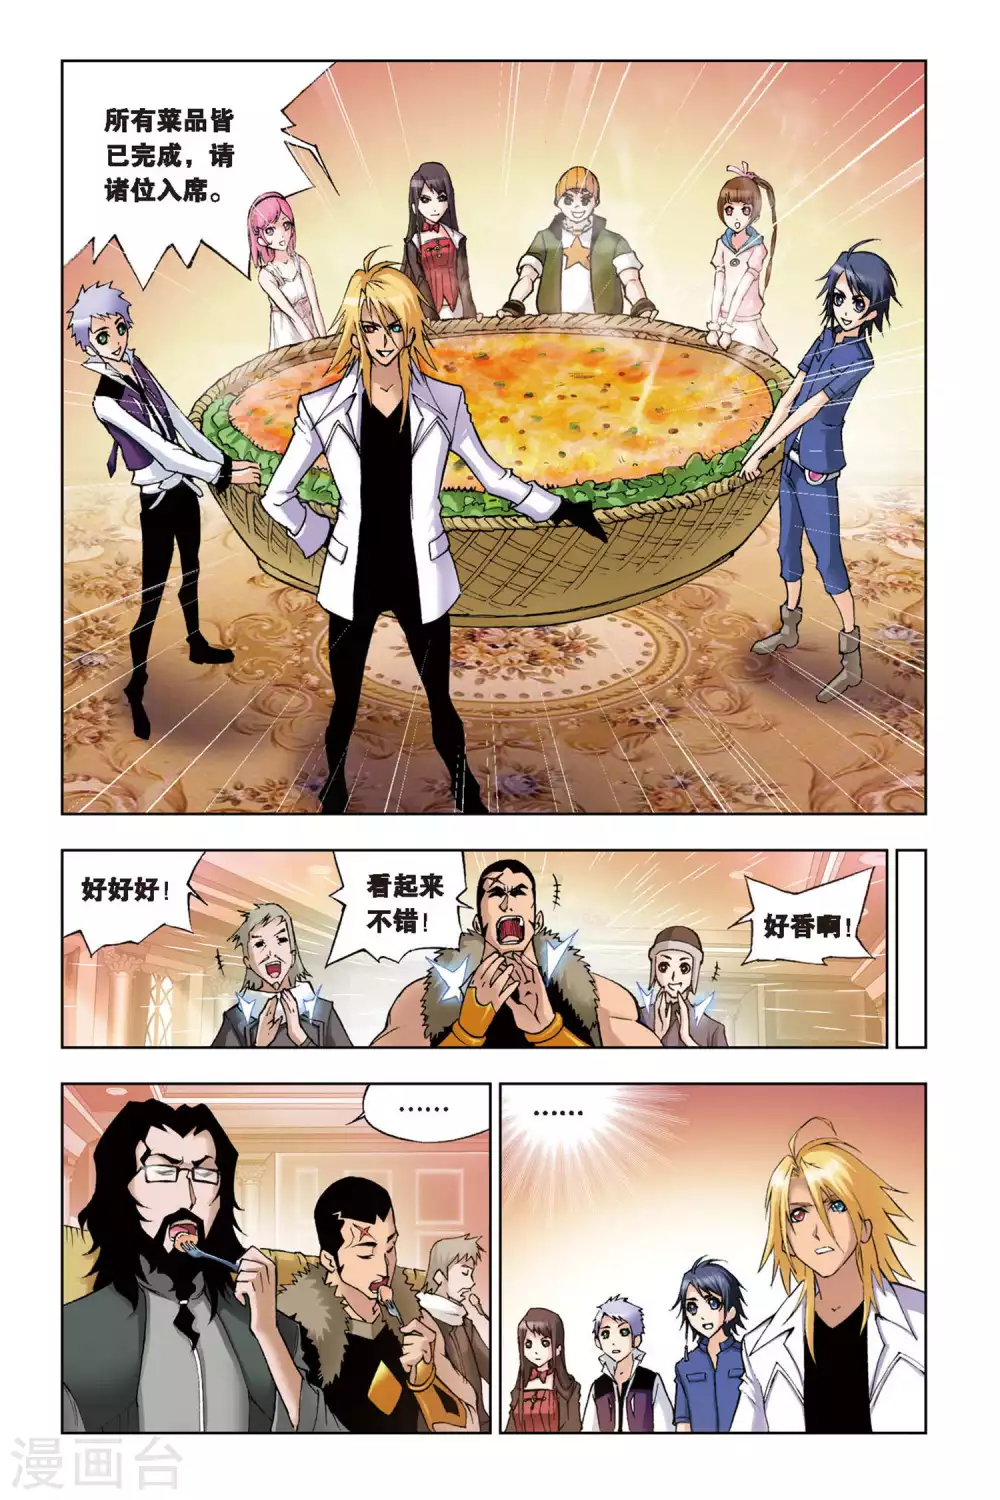 所有菜品皆
已完成，请
诸位入席。
好好好！
看起来
不错！
好香啊！
……
……
漫画台